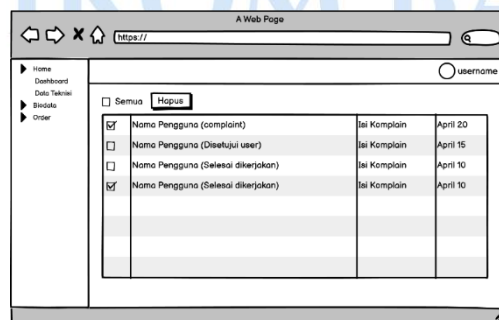 A Web Page
https://
username
Home
Dashboard
Data Teknisi
Biodata
Order
Semua Hapus
Nama Pengguna (complaint) Isi Komplain April 20
Nama Pengguna (Disetujui user) Isi Komplain April 15
Nama Pengguna (Selesai dikerjakan) Isi Komplain April 10
Nama Pengguna (Selesai dikerjakan) Isi Komplain April 10